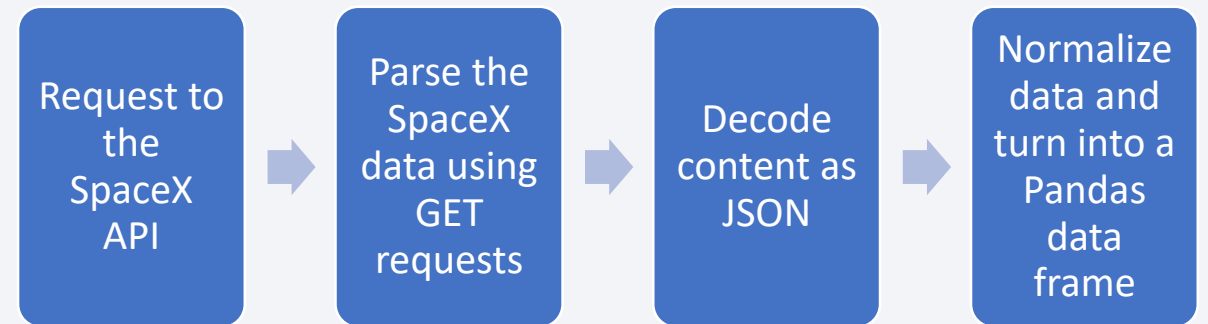 Request to
the
SpaceX
API
Parse the
SpaceX
data using
GET
requests
Decode
content as
JSON
Normalize
data and
turn into a
Pandas
data
frame